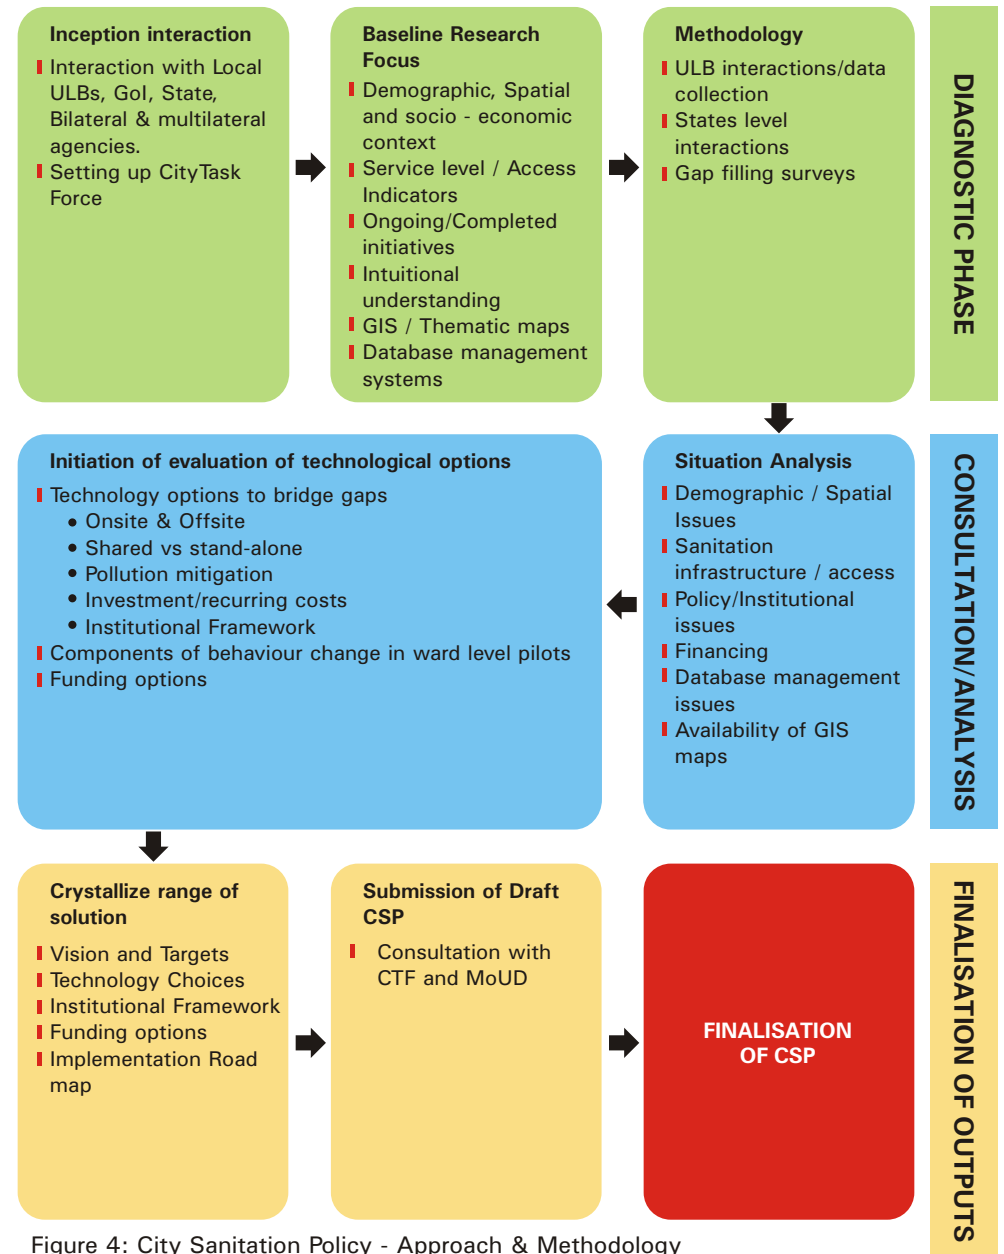 Inception interaction
Interaction with Local
ULBs, GoI, State,
Bilateral & multilateral
agencies.
Setting up CityTask
Force
Baseline Research
Focus
Demographic, Spatial
and socio - economic
context
Service level / Access
Indicators
Ongoing/Completed
initiatives
Intuitional
understanding
GIS / Thematic maps
Database management
systems
Methodology
ULB interactions/data
collection
States level
interactions
Gap filling surveys
DIAGNOSTIC PHASE
Situation Analysis
Demographic / Spatial
Issues
Sanitation
infrastructure / access
Policy/Institutional
issues
Financing
Database management
issues
Availability of GIS
maps
Initiation of evaluation of technological options
Technology options to bridge gaps
Onsite & Offsite
Shared vs stand-alone
Pollution mitigation
Investment/recurring costs
Institutional Framework
Components of behaviour change in ward level pilots
Funding options
CONSULTATION/ANALYSIS
Crystallize range of
solution
Vision and Targets
Technology Choices
Institutional Framework
Funding options
Implementation Road
map
Submission of Draft
CSP
Consultation with
CTF and MoUD
FINALISATION
OF CSP
FINALISATION OF OUTPUTS
Figure 4: City Sanitation Policy - Approach & Methodology